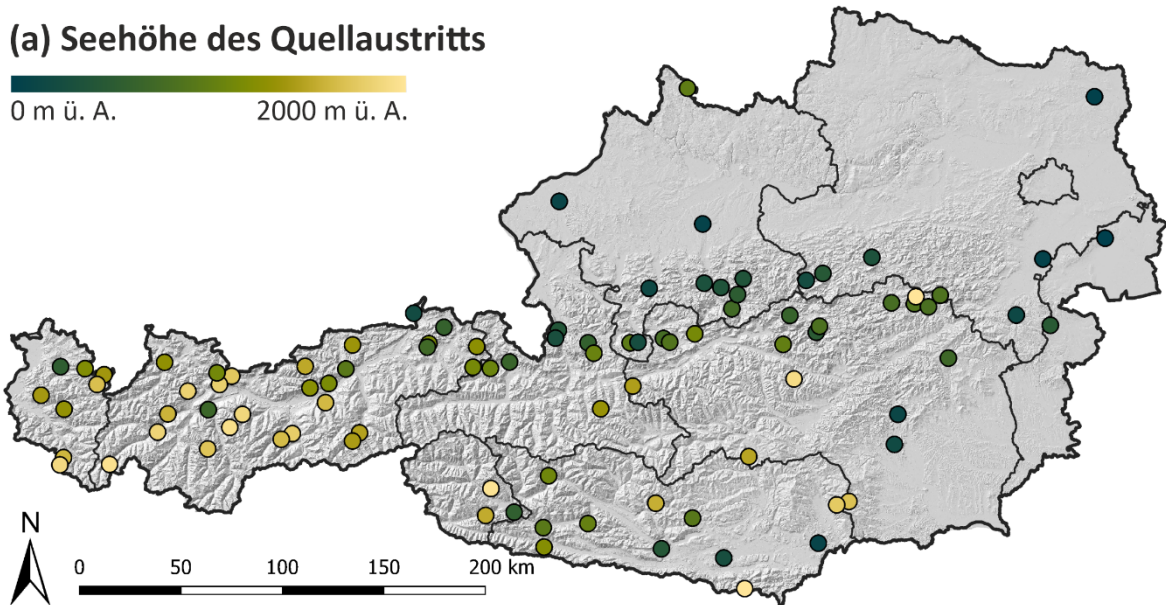 (a) Seehöhe des Quellaustritts
0 m ü. A. 2000 m ü. A.
N
0 50 100 150 200 km